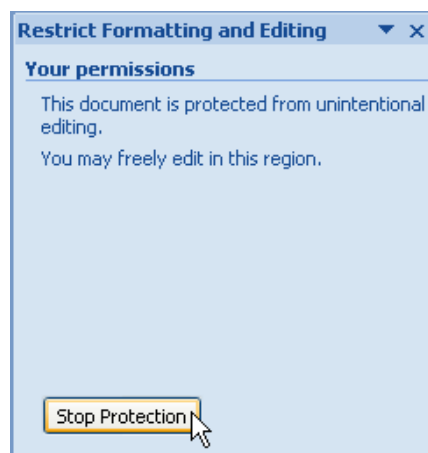 Restrict Formatting and Editing
Your permissions
This document is protected from unintentional
editing.
You may freely edit in this region.
Stop Protection